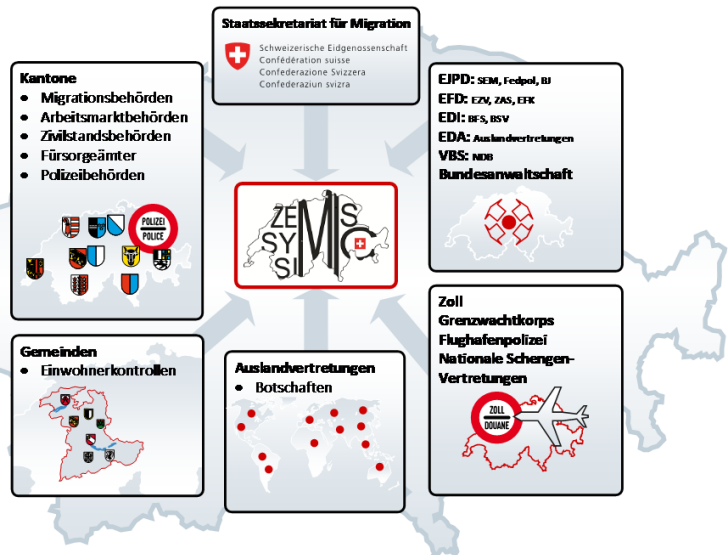 Staatssekretariat für Migration
Schweizerische Eidgenossenschaft
Confédération suisse
Confederazione Svizzera
Confederaziun svizra
Kantone
• Migrationsbehörden
• Arbeitsmarktbehörden
• Zivilstandsbehörden
• Fürsorgeämter
• Polizeibehörden
POLIZEI
POLICE
EJPD: SEM, Fedpol, BJ
EFD: EZV, ZAS, EFK
EDI: BFS, BSV
EDA: Auslandvertretungen
VBS: NDB
Bundesanwaltschaft
ZEMIS
SYMIC
SI
Gemeinden
• Einwohnerkontrollen
Auslandvertretungen
• Botschaften
Zoll
Grenzwachtkorps
Flughafenpolizei
Nationale Schengen-
Vertretungen
ZOLL
DOUANE